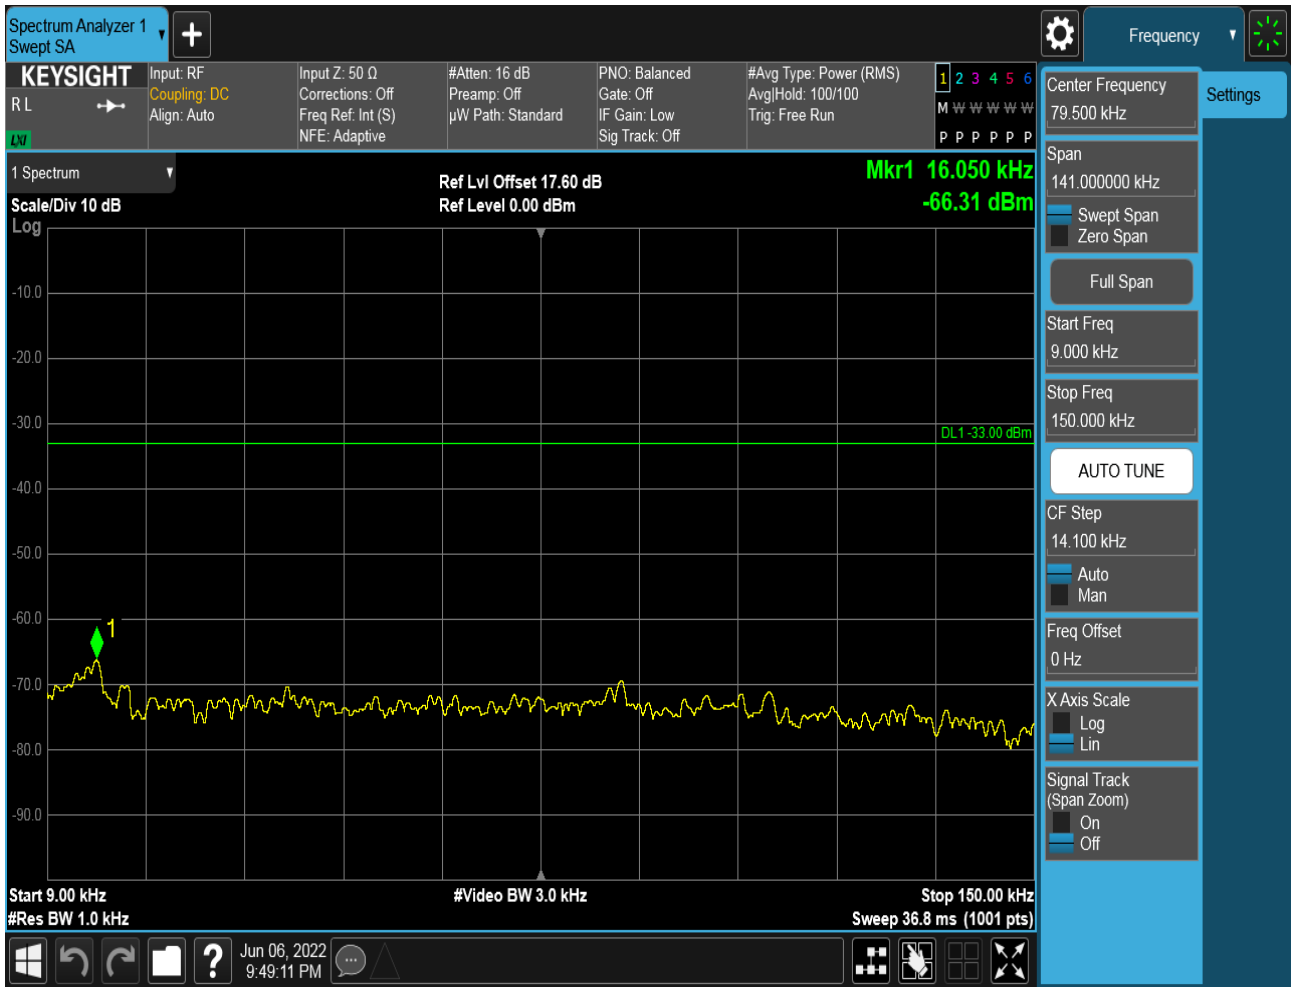 Spectrum Analyzer 1
Swept SA
Frequency
KEYSIGHT
R L
LXI
Input: RF
Coupling: DC
Align: Auto
Input Z: 50 Ω
Corrections: Off
Freq Ref: Int (S)
NFE: Adaptive
#Atten: 16 dB
Preamp: Off
µW Path: Standard
PNO: Balanced
Gate: Off
IF Gain: Low
Sig Track: Off
#Avg Type: Power (RMS)
Avg|Hold: 100/100
Trig: Free Run
1 2 3 4 5 6
M W W W W W
P P P P P P
1 Spectrum
Scale/Div 10 dB
Log
Ref Lvl Offset 17.60 dB
Ref Level 0.00 dBm
Mkr1 16.050 kHz
-66.31 dBm
-10.0
-20.0
-30.0
DL1 -33.00 dBm
-40.0
-50.0
-60.0
1
-70.0
-80.0
-90.0
Start 9.00 kHz
#Res BW 1.0 kHz
#Video BW 3.0 kHz
Stop 150.00 kHz
Sweep 36.8 ms (1001 pts)
Center Frequency
79.500 kHz
Settings
Span
141.000000 kHz
Swept Span
Zero Span
Full Span
Start Freq
9.000 kHz
Stop Freq
150.000 kHz
AUTO TUNE
CF Step
14.100 kHz
Auto
Man
Freq Offset
0 Hz
X Axis Scale
Log
Lin
Signal Track
(Span Zoom)
On
Off
?
Jun 06, 2022
9:49:11 PM